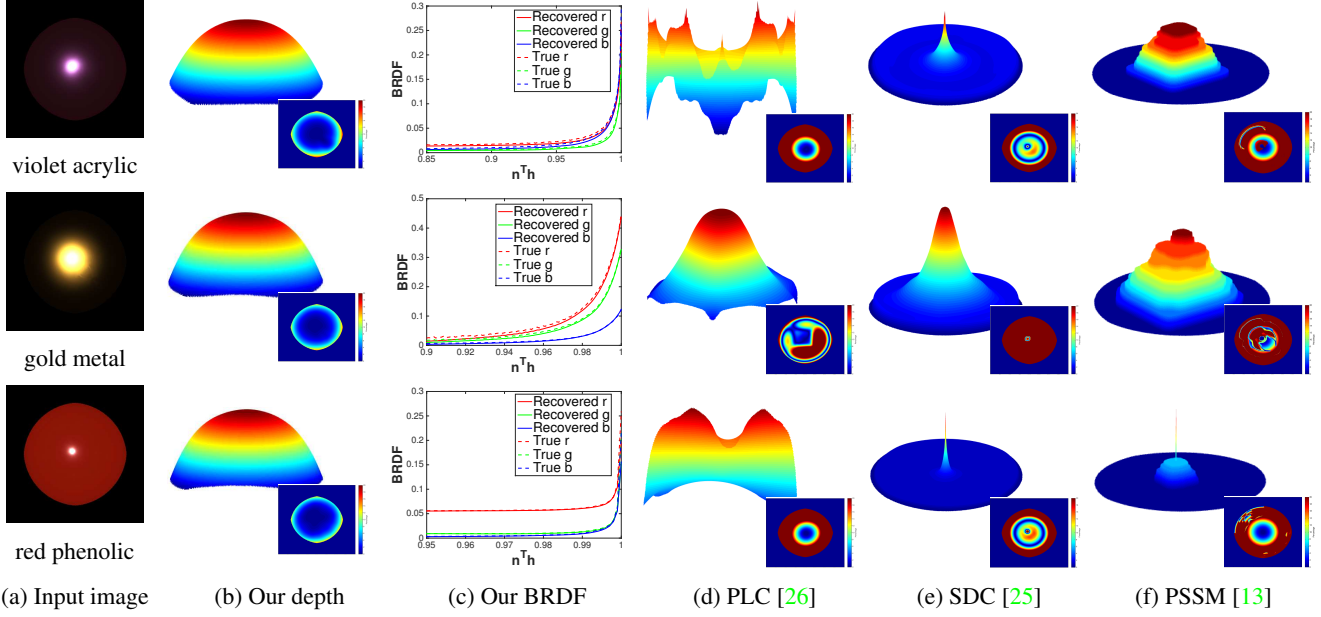 Recovered r
Recovered g
Recovered b
True r
True g
True b
BRDF
0.3
0.25
0.2
0.15
0.1
0.05
0
0.85 0.9 0.95 1
n^T h
violet acrylic
Recovered r
Recovered g
Recovered b
True r
True g
True b
BRDF
0.5
0.4
0.3
0.2
0.1
0
0.9 0.92 0.94 0.96 0.98 1
n^T h
gold metal
Recovered r
Recovered g
Recovered b
True r
True g
True b
BRDF
0.3
0.25
0.2
0.15
0.1
0.05
0
0.95 0.96 0.97 0.98 0.99 1
n^T h
red phenolic
(a) Input image (b) Our depth (c) Our BRDF (d) PLC [26] (e) SDC [25] (f) PSSM [13]